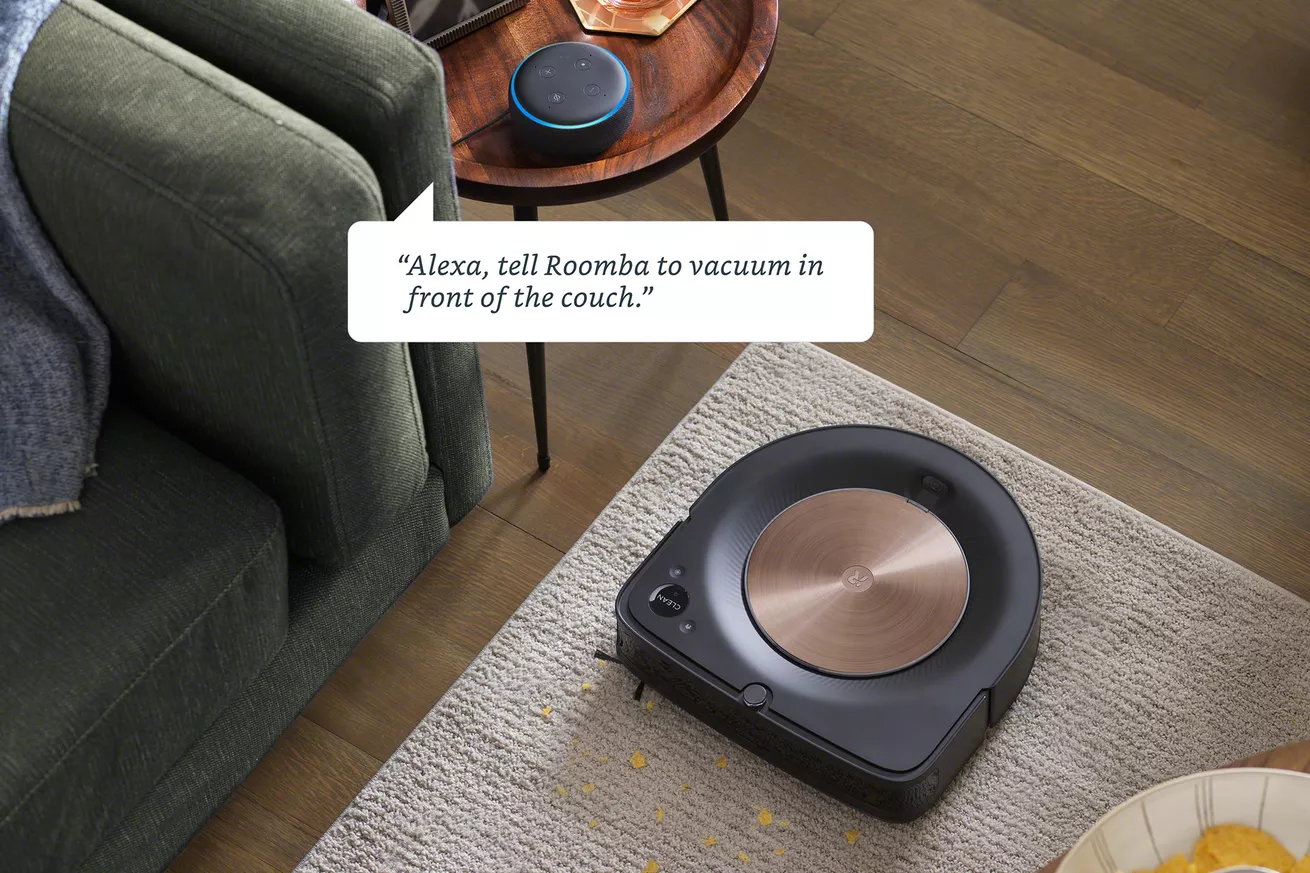 “Alexa, tell Roomba to vacuum in
front of the couch.”
CLEAN